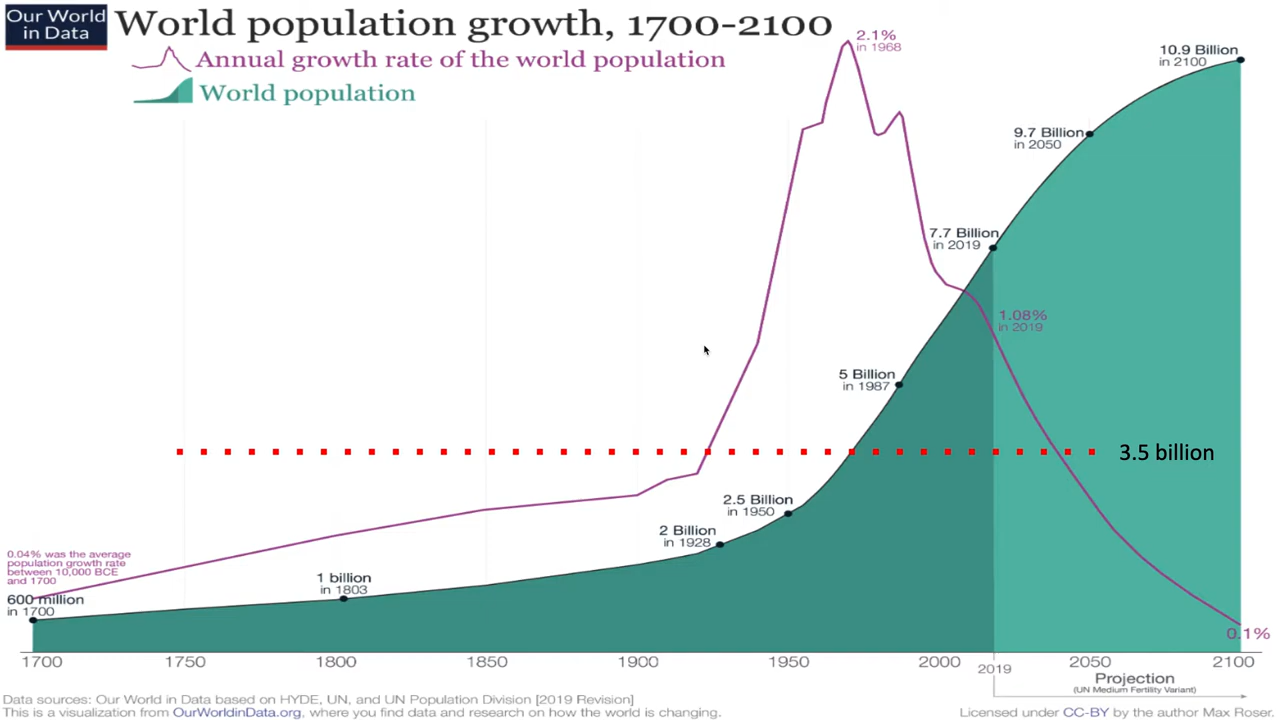 Our World
in Data
World population growth, 1700-2100
Annual growth rate of the world population
World population
2.1%
in 1968
10.9 Billion
in 2100
9.7 Billion
in 2050
7.7 Billion
in 2019
1.08%
in 2019
5 Billion
in 1987
3.5 billion
2.5 Billion
in 1950
2 Billion
in 1928
0.04% was the average
population growth rate
between 10,000 BCE
and 1700
1 billion
in 1803
600 million
in 1700
0.1%
1700 1750 1800 1850 1900 1950 2000 2019 2050 2100
Projection
(UN Medium Fertility Variant)
Data sources: Our World in Data based on HYDE, UN, and UN Population Division [2019 Revision]
This is a visualization from OurWorldinData.org, where you find data and research on how the world is changing.
Licensed under CC-BY by the author Max Roser.